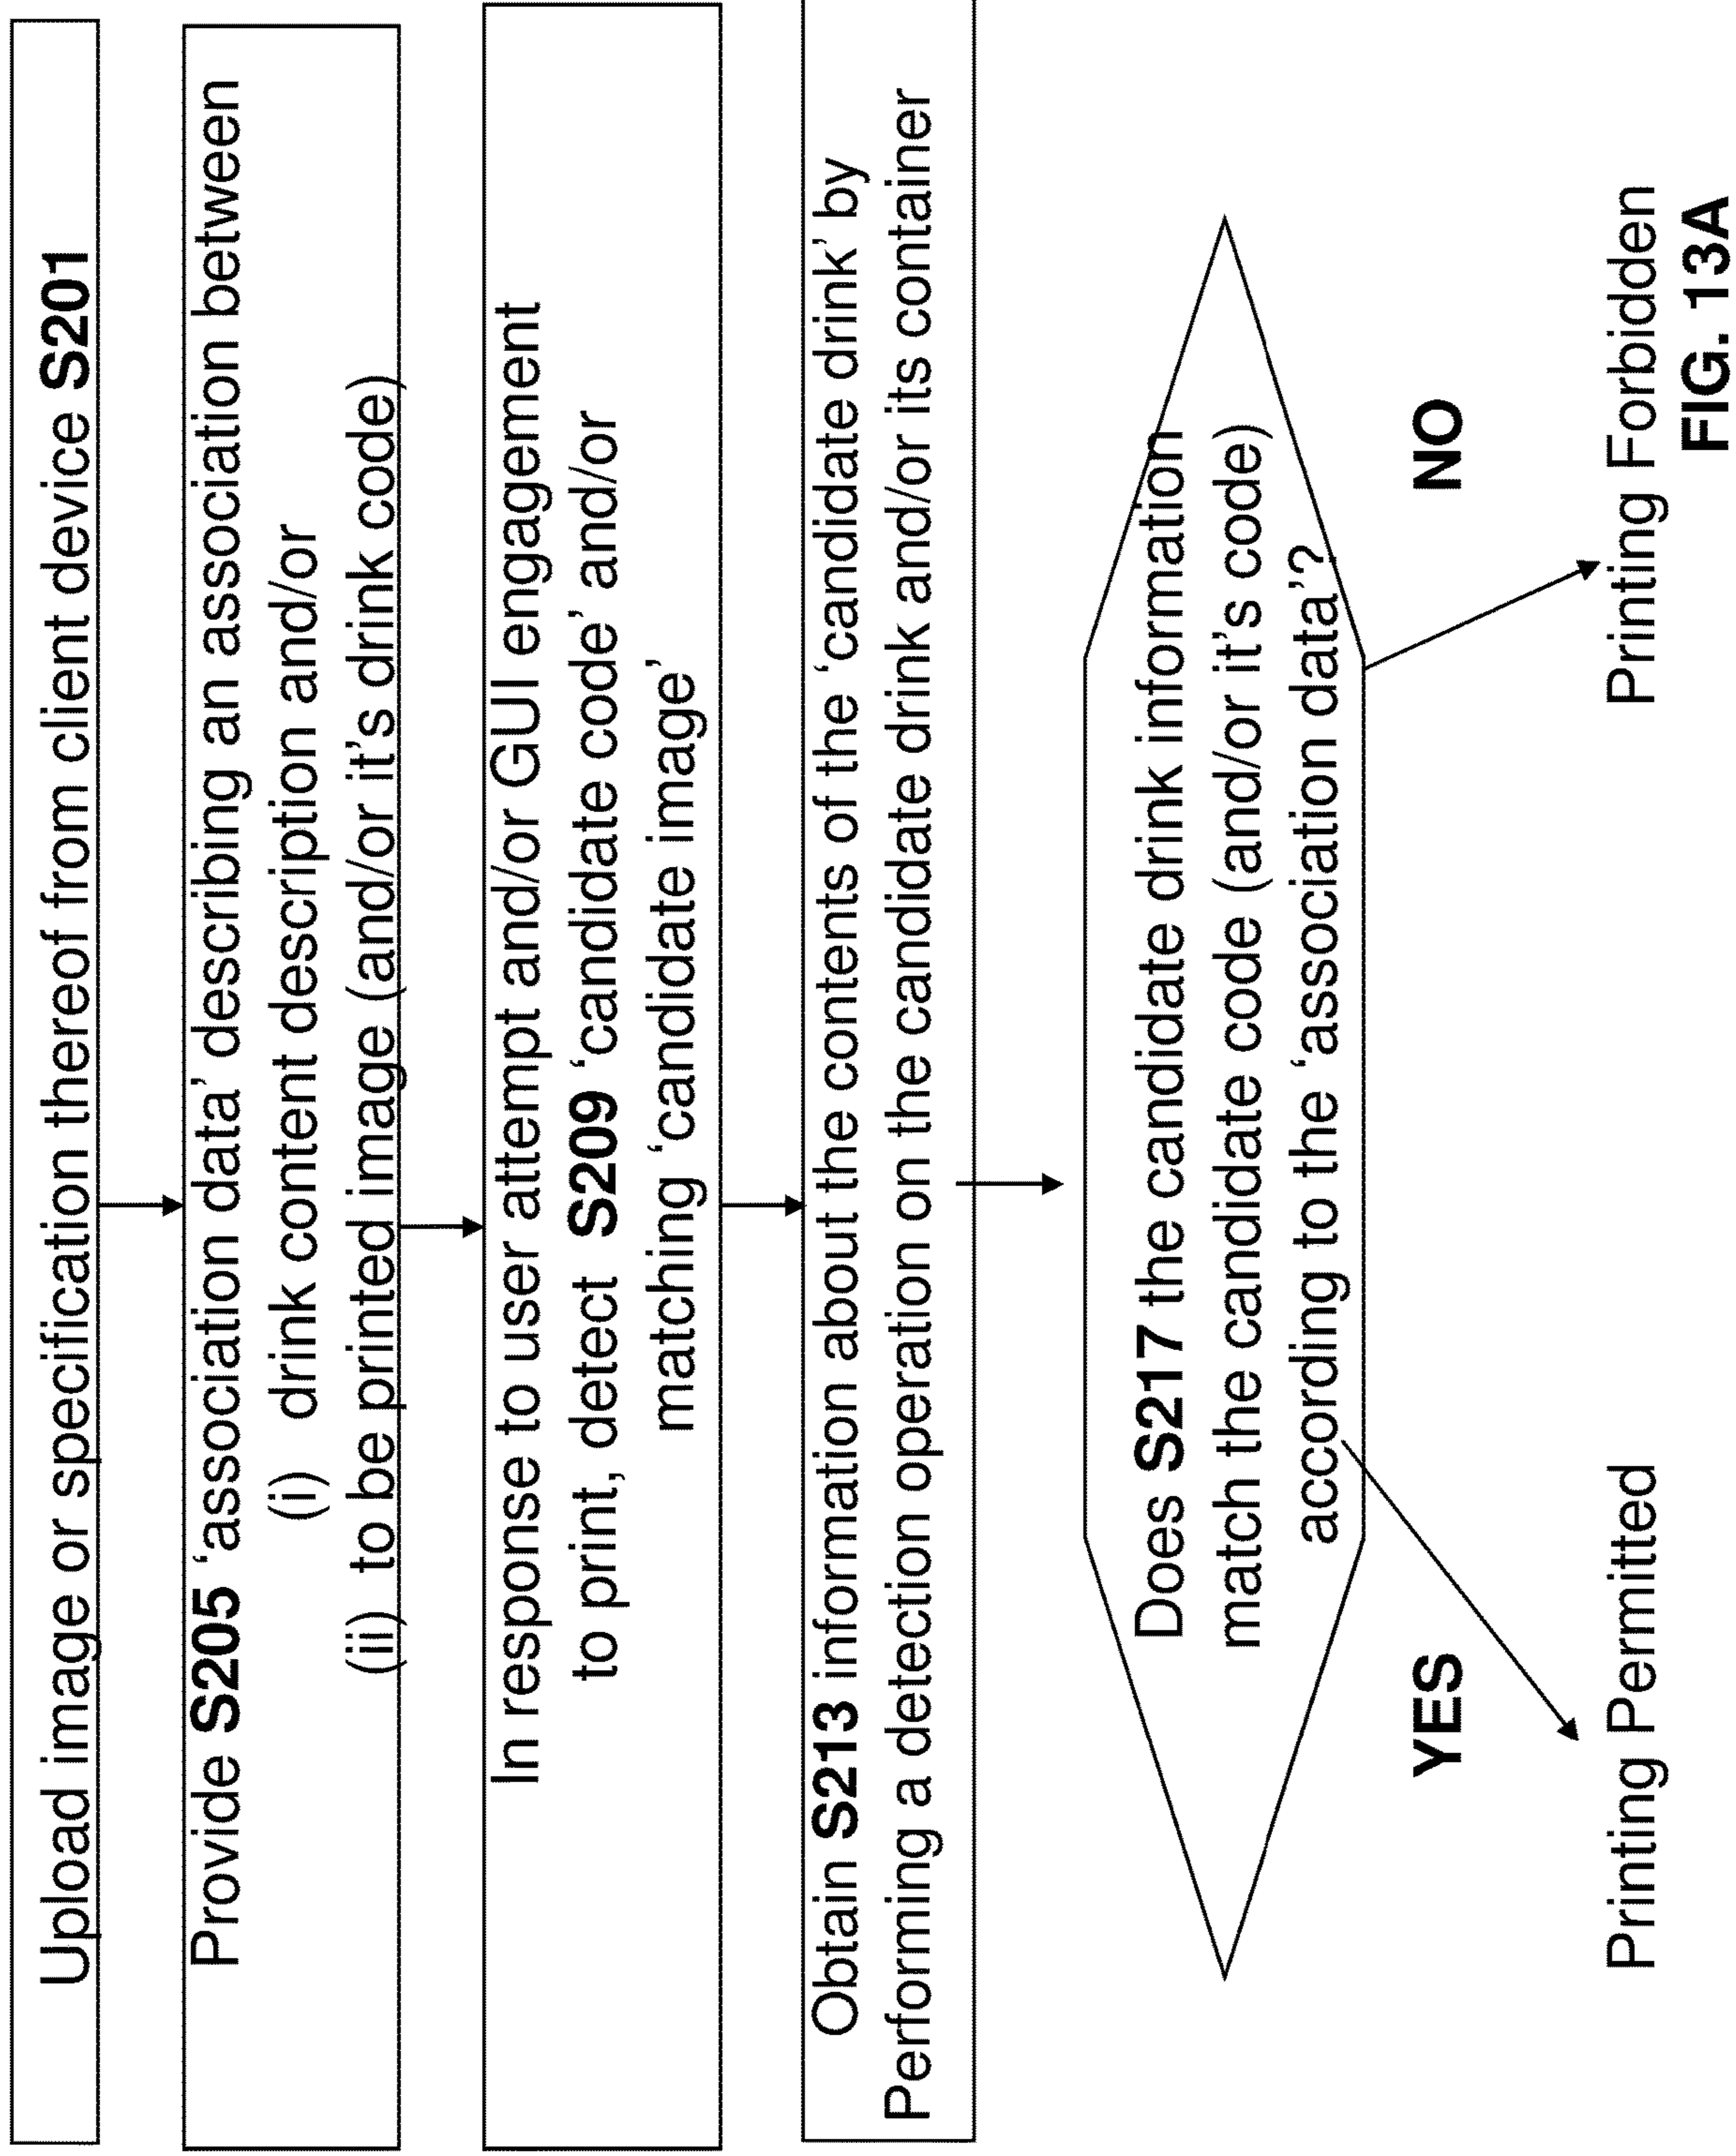 Upload image or specification thereof from client device S201
Provide S205 ‘association data’ describing an association between
(i) drink content description and/or
(ii) to be printed image (and/or it’s drink code)
In response to user attempt and/or GUI engagement
to print, detect S209 ‘candidate code’ and/or
matching ‘candidate image’
Obtain S213 information about the contents of the ‘candidate drink’ by
Performing a detection operation on the candidate drink and/or its container
Does S217 the candidate drink information
match the candidate code (and/or it’s code)
according to the ‘association data’?
YES
NO
Printing Permitted
Printing Forbidden
FIG. 13A